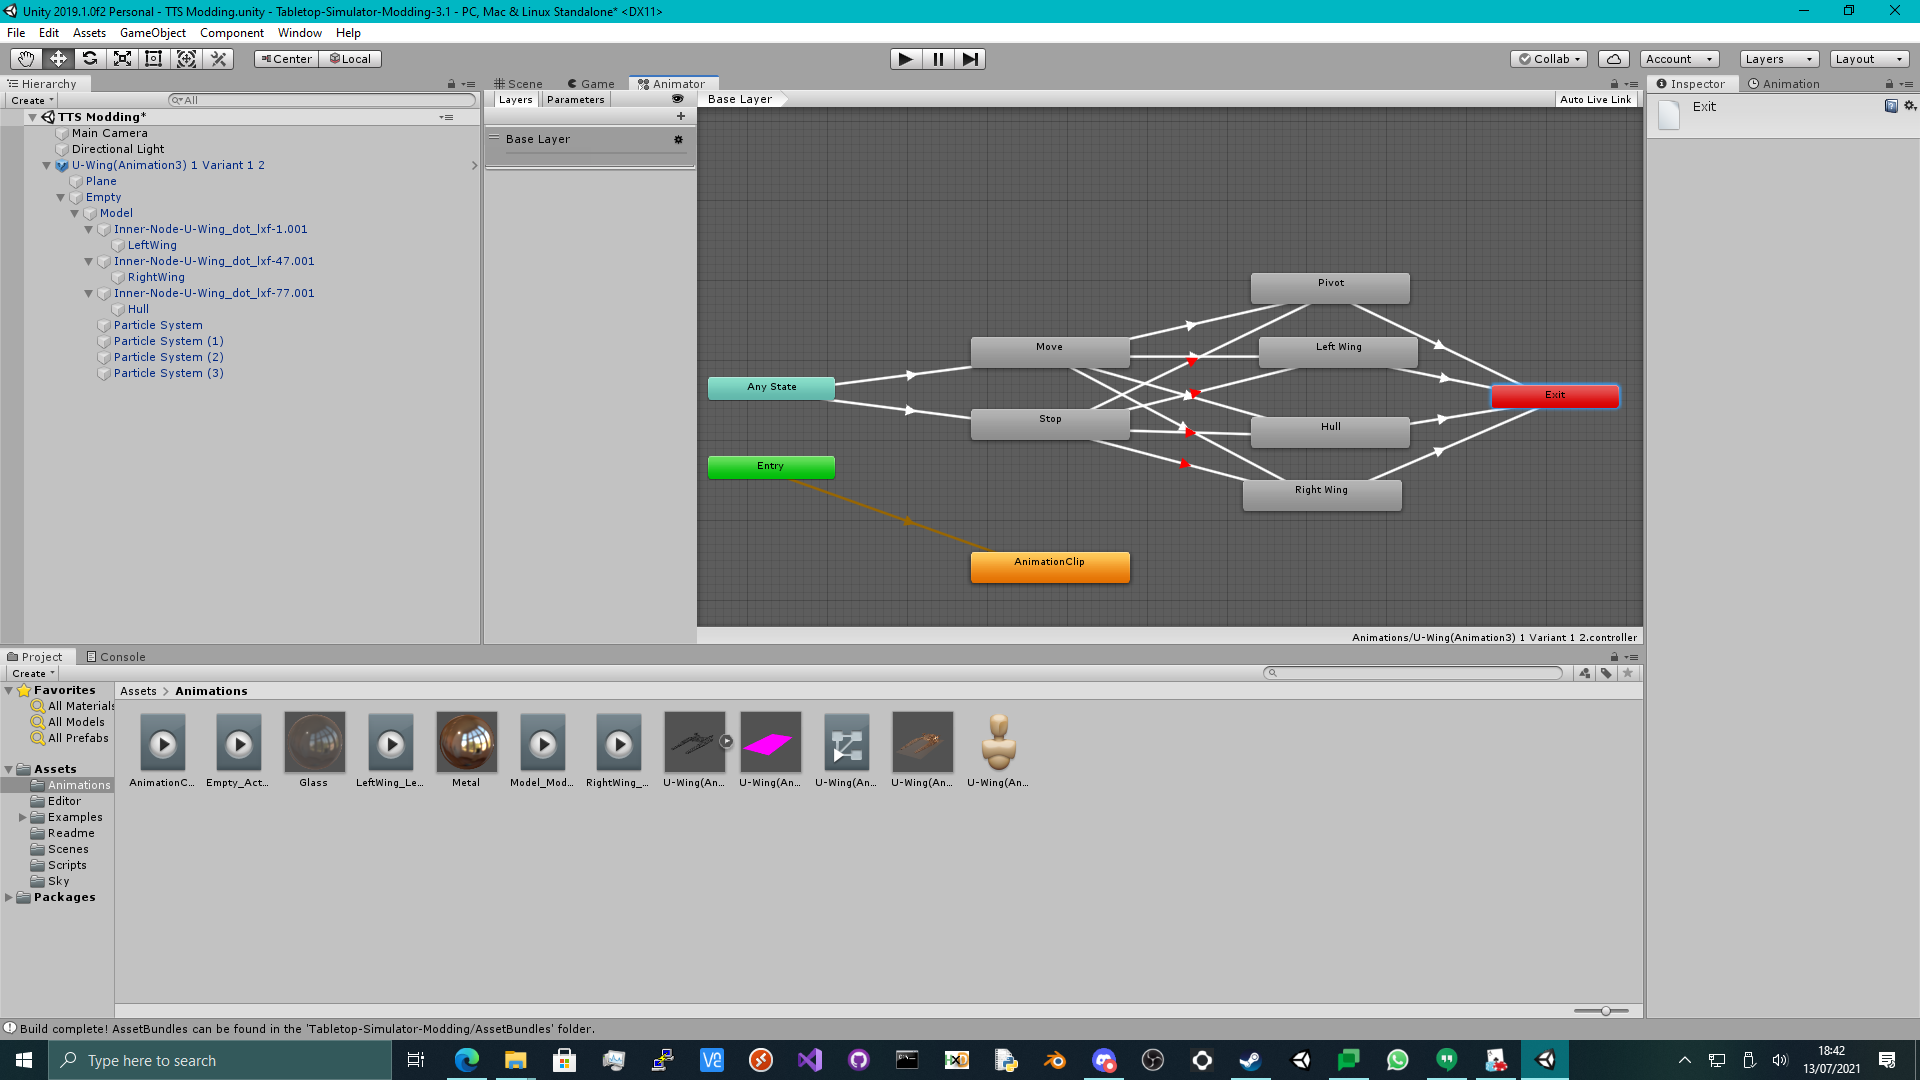 Unity 2019.1.0f2 Personal - TTS Modding.unity - Tabletop-Simulator-Modding-3.1 - PC, Mac & Linux Standalone* <DX11>
File Edit Assets GameObject Component Window Help
Center Local Collab Account Layers Layout
Hierarchy Scene Game Animator Inspector Animation
Create All Layers Parameters Base Layer Auto Live Link
Exit
TTS Modding*
Main Camera
Directional Light
U-Wing(Animation3) 1 Variant 1 2
Plane
Empty
Model
Inner-Node-U-Wing_dot_lxf-1.001
LeftWing
Inner-Node-U-Wing_dot_lxf-47.001
RightWing
Inner-Node-U-Wing_dot_lxf-77.001
Hull
Particle System
Particle System (1)
Particle System (2)
Particle System (3)
Base Layer
Pivot
Move
Left Wing
Any State
Exit
Stop
Hull
Entry
Right Wing
AnimationClip
Animations/U-Wing(Animation3) 1 Variant 1 2.controller
Project Console
Create
Favorites
All Materials
All Models
All Prefabs
Assets
Animations
Editor
Examples
Readme
Scenes
Scripts
Sky
Packages
Assets > Animations
AnimationC... Empty_Act... Glass LeftWing_Le... Metal Model_Mod... RightWing_... U-Wing(An... U-Wing(An... U-Wing(An... U-Wing(An... U-Wing(An...
Build complete! AssetBundles can be found in the 'Tabletop-Simulator-Modding/AssetBundles' folder.
Type here to search
18:42
13/07/2021